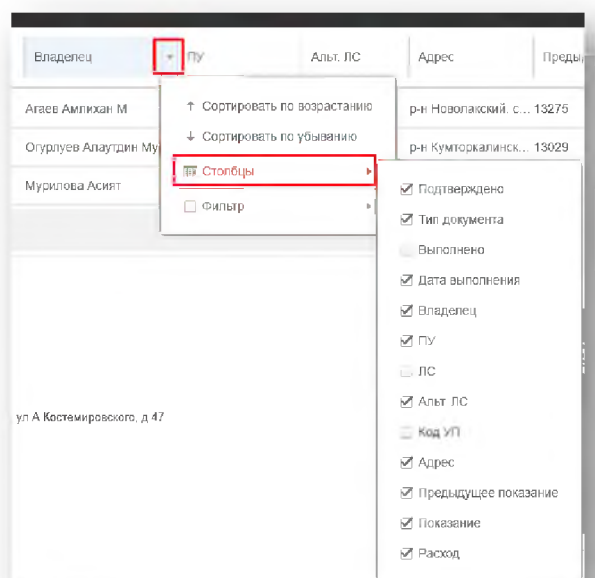 Владелец ПУ Альт. ЛС Адрес
Агаев Амлихан М р-н Новолакский. с... 13275
Огурлуев Алаутдин р-н Кумторкалинск... 13029
Мурилова Асият
↑ Сортировать по возрастанию
↓ Сортировать по убыванию
Столбцы
Фильтр
Подтверждено
Тип документа
Выполнено
Дата выполнения
Владелец
ПУ
ЛС
Альт. ЛС
Код УП
Адрес
Предыдущее показание
Показание
Расход
ул А Костемировского, д 47